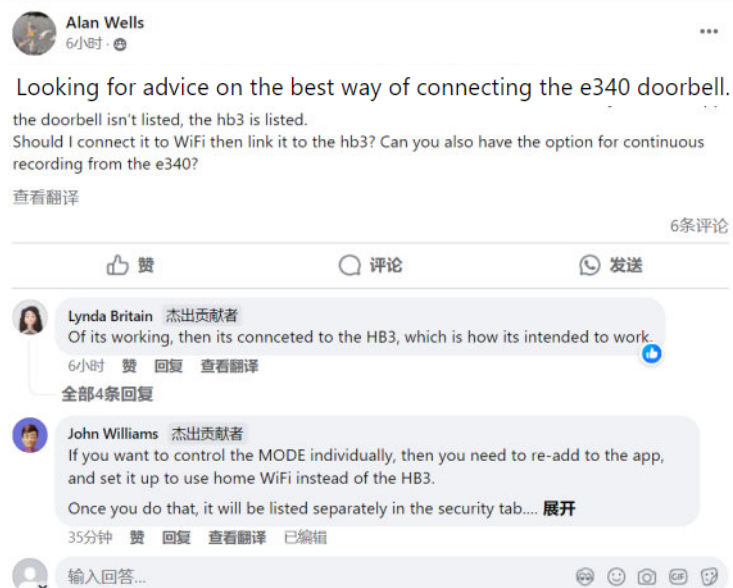 Alan Wells
6小时 ·
Looking for advice on the best way of connecting the e340 doorbell.
the doorbell isn't listed, the hb3 is listed.
Should I connect it to WiFi then link it to the hb3? Can you also have the option for continuous
recording from the e340?
查看翻译
6条评论
赞 评论 发送
Lynda Britain 杰出贡献者
Of its working, then its connceted to the HB3, which is how its intended to work.
6小时 赞 回复 查看翻译
全部4条回复
John Williams 杰出贡献者
If you want to control the MODE individually, then you need to re-add to the app,
and set it up to use home WiFi instead of the HB3.
Once you do that, it will be listed separately in the security tab.... 展开
35分钟 赞 回复 查看翻译 已编辑
输入回答... GIF